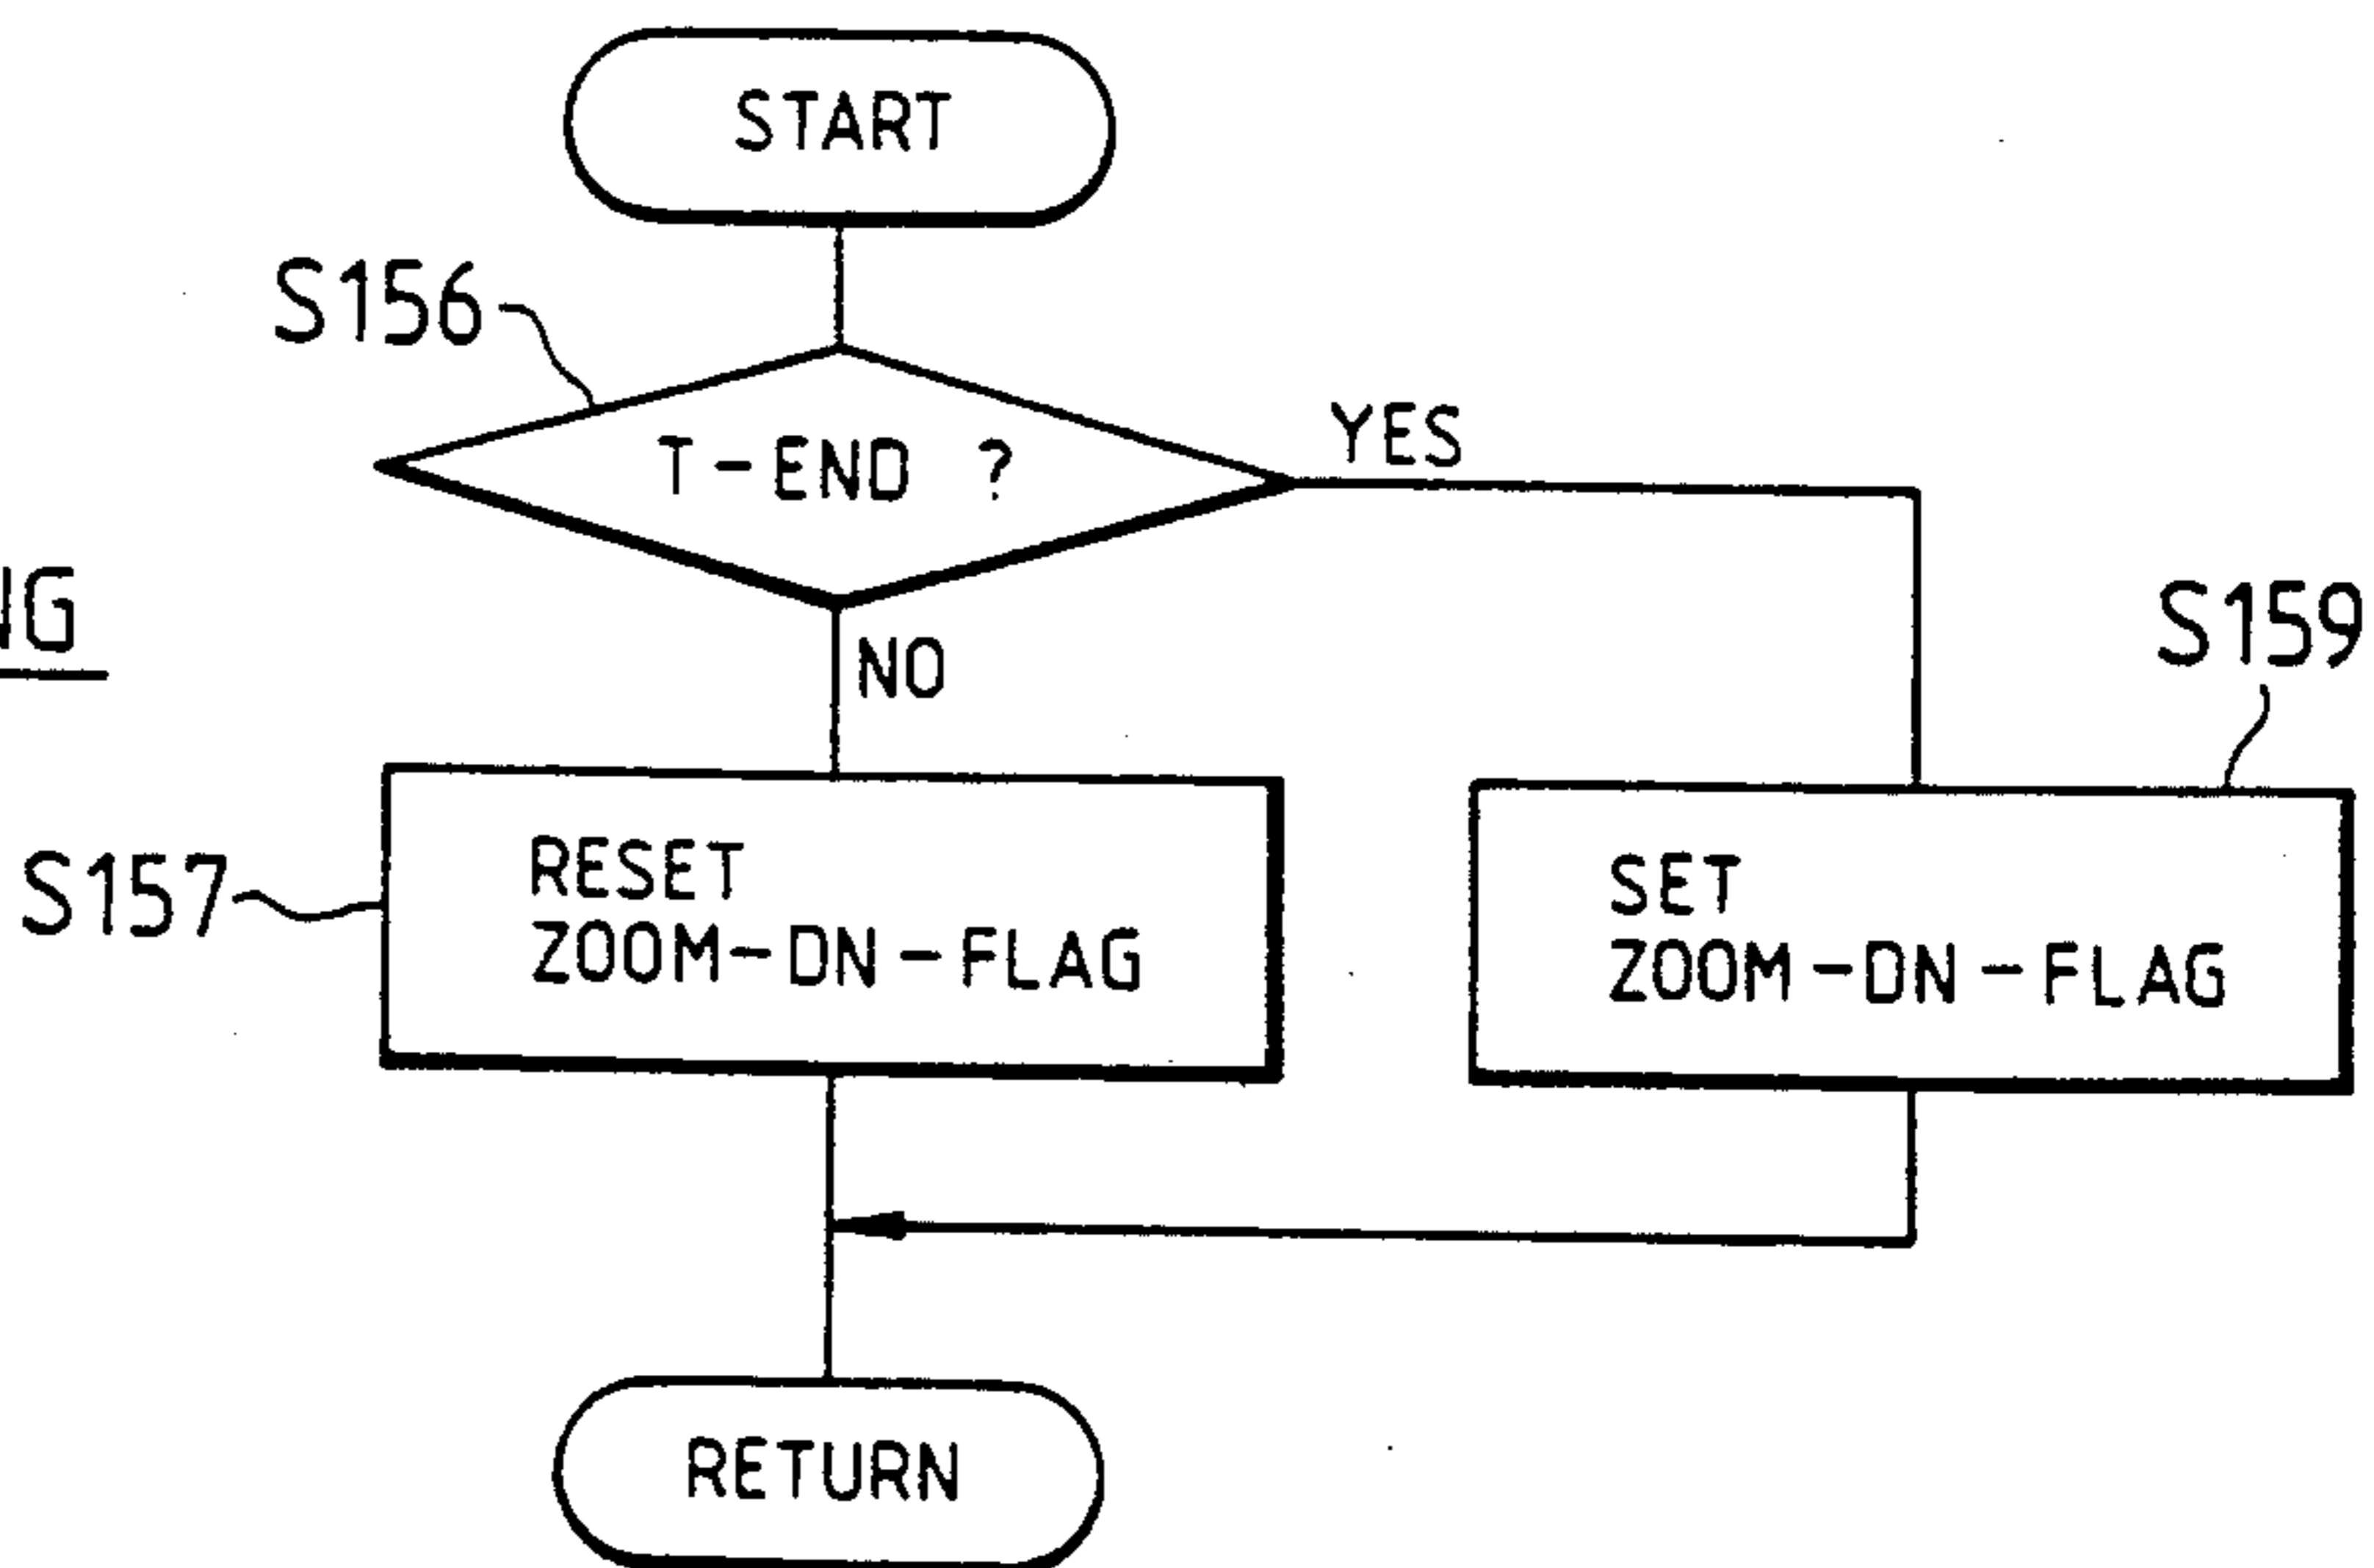 START
S156
T-END ?
YES
NO
S159
S157
RESET
ZOOM-DN-FLAG
SET
ZOOM-DN-FLAG
RETURN